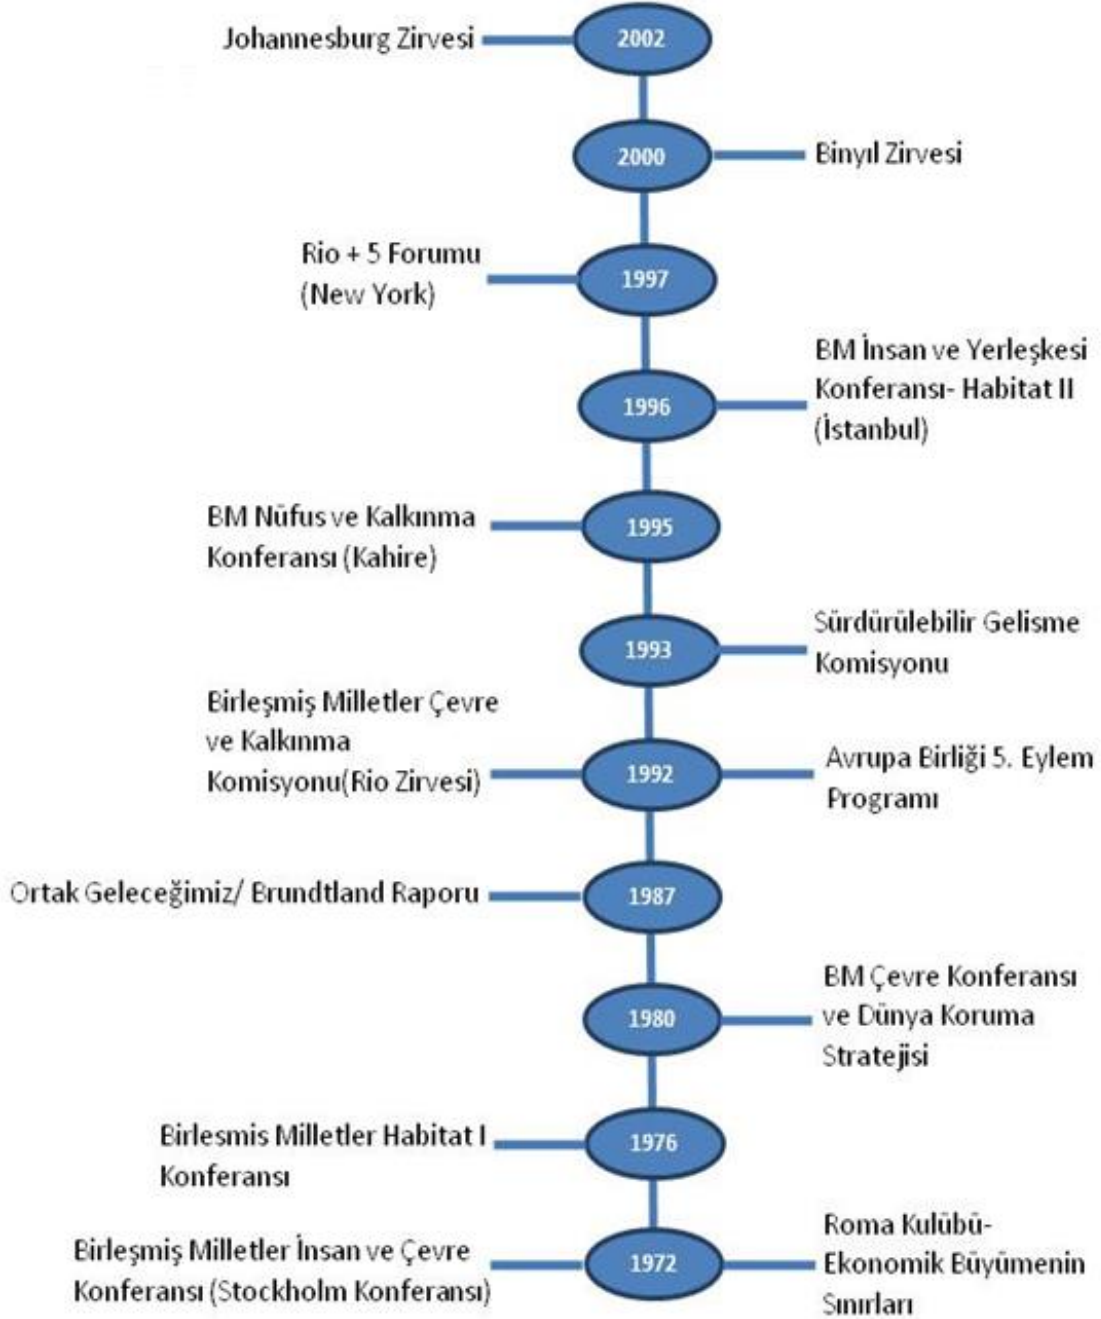 Johannesburg Zirvesi
2002
2000
Binyıl Zirvesi
Rio + 5 Forumu
(New York)
1997
BM İnsan ve Yerleşkesi
Konferansı- Habitat II
(İstanbul)
1996
BM Nüfus ve Kalkınma
Konferansı (Kahire)
1995
Sürdürülebilir Gelisme
Komisyonu
1993
Birleşmiş Milletler Çevre
ve Kalkınma
Komisyonu(Rio Zirvesi)
1992
Avrupa Birliği 5. Eylem
Programı
Ortak Geleceğimiz/ Brundtland Raporu
1987
BM Çevre Konferansı
ve Dünya Koruma
Stratejisi
1980
Birlesmis Milletler Habitat I
Konferansı
1976
Birleşmiş Milletler İnsan ve Çevre
Konferansı (Stockholm Konferansı)
1972
Roma Kulübü-
Ekonomik Büyümenin
Sınırları